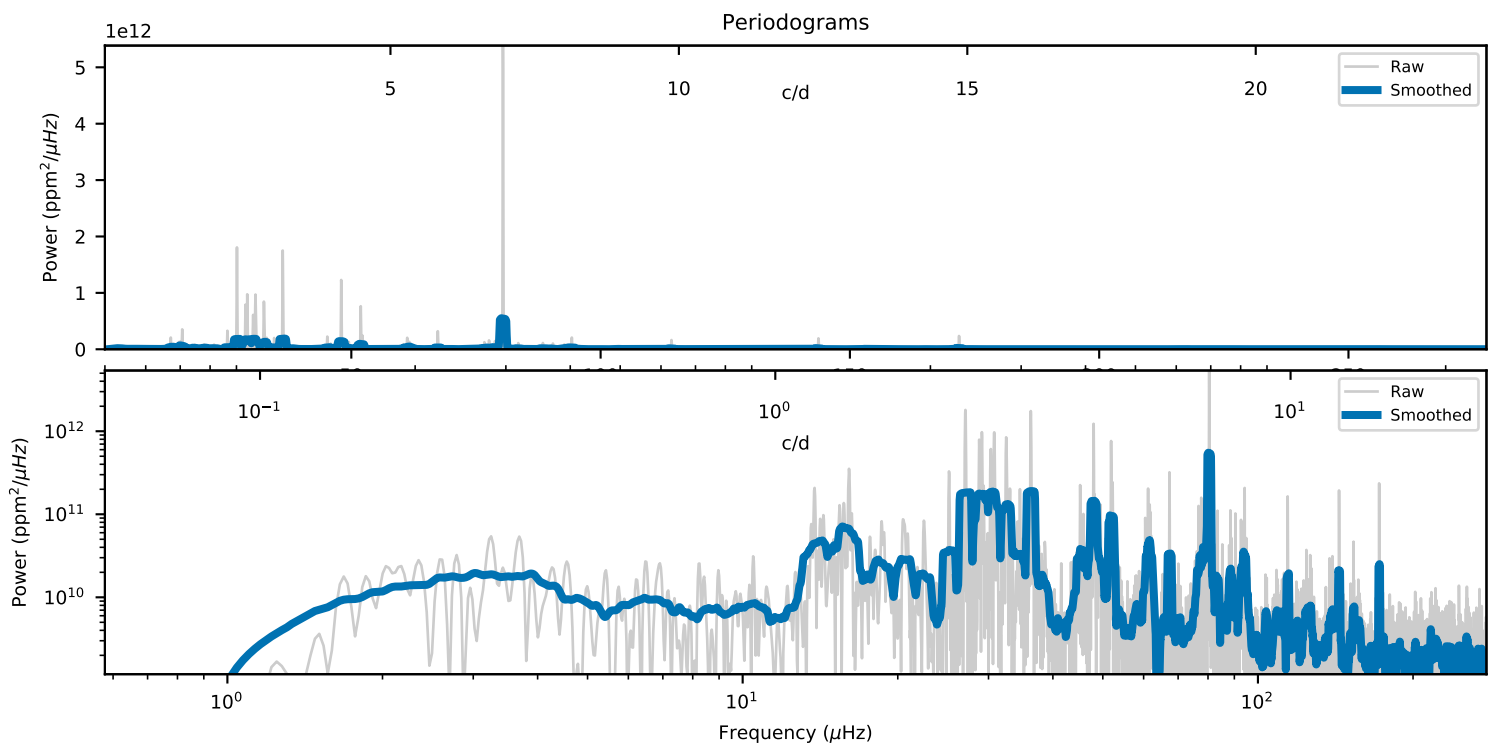 Periodograms
1e12
5 10 15 20
c/d
Raw
Smoothed
Power (ppm²/μHz)
5
4
3
2
1
0
10⁻¹ 10⁰ 10¹
c/d
Raw
Smoothed
Power (ppm²/μHz)
10¹²
10¹¹
10¹⁰
10⁰ 10¹ 10²
Frequency (μHz)